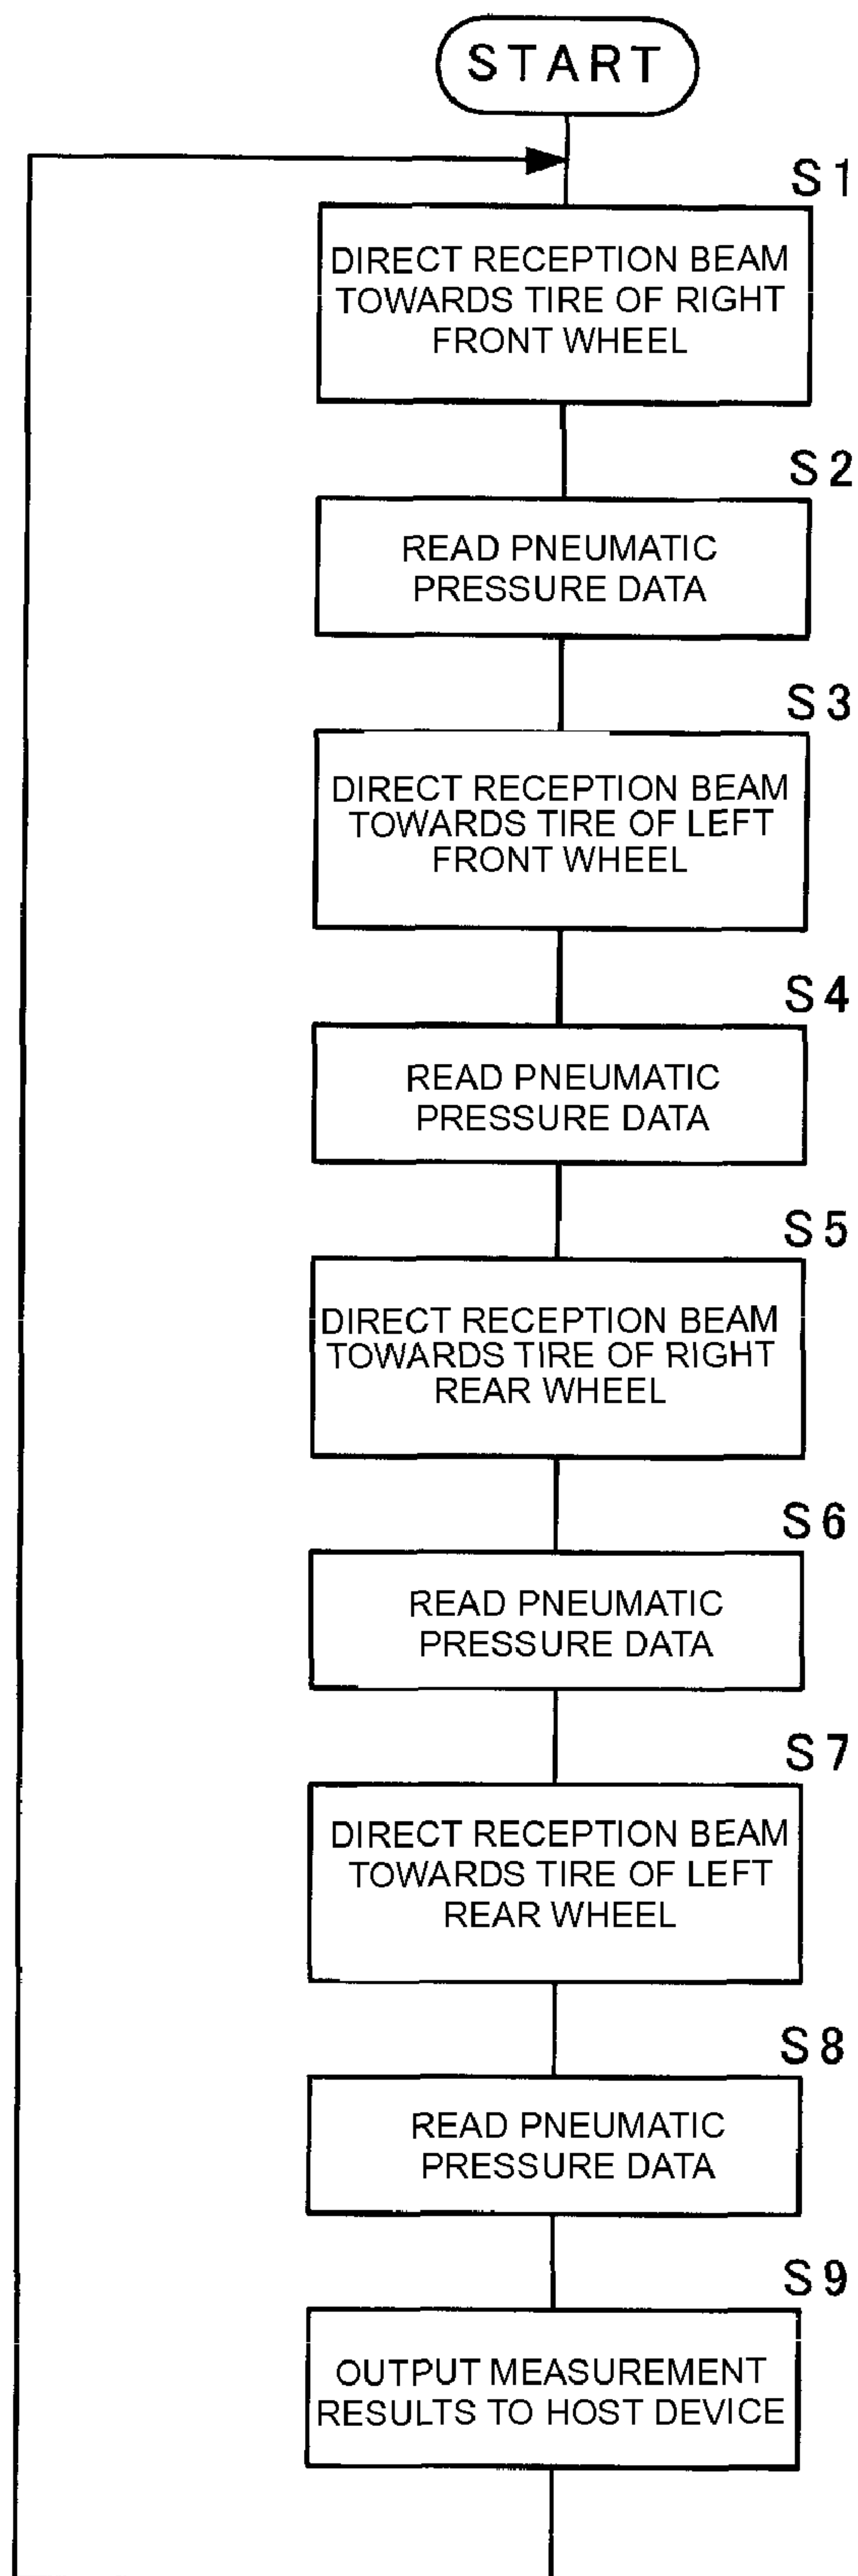 START
S1
DIRECT RECEPTION BEAM
TOWARDS TIRE OF RIGHT
FRONT WHEEL
S2
READ PNEUMATIC
PRESSURE DATA
S3
DIRECT RECEPTION BEAM
TOWARDS TIRE OF LEFT
FRONT WHEEL
S4
READ PNEUMATIC
PRESSURE DATA
S5
DIRECT RECEPTION BEAM
TOWARDS TIRE OF RIGHT
REAR WHEEL
S6
READ PNEUMATIC
PRESSURE DATA
S7
DIRECT RECEPTION BEAM
TOWARDS TIRE OF LEFT
REAR WHEEL
S8
READ PNEUMATIC
PRESSURE DATA
S9
OUTPUT MEASUREMENT
RESULTS TO HOST DEVICE